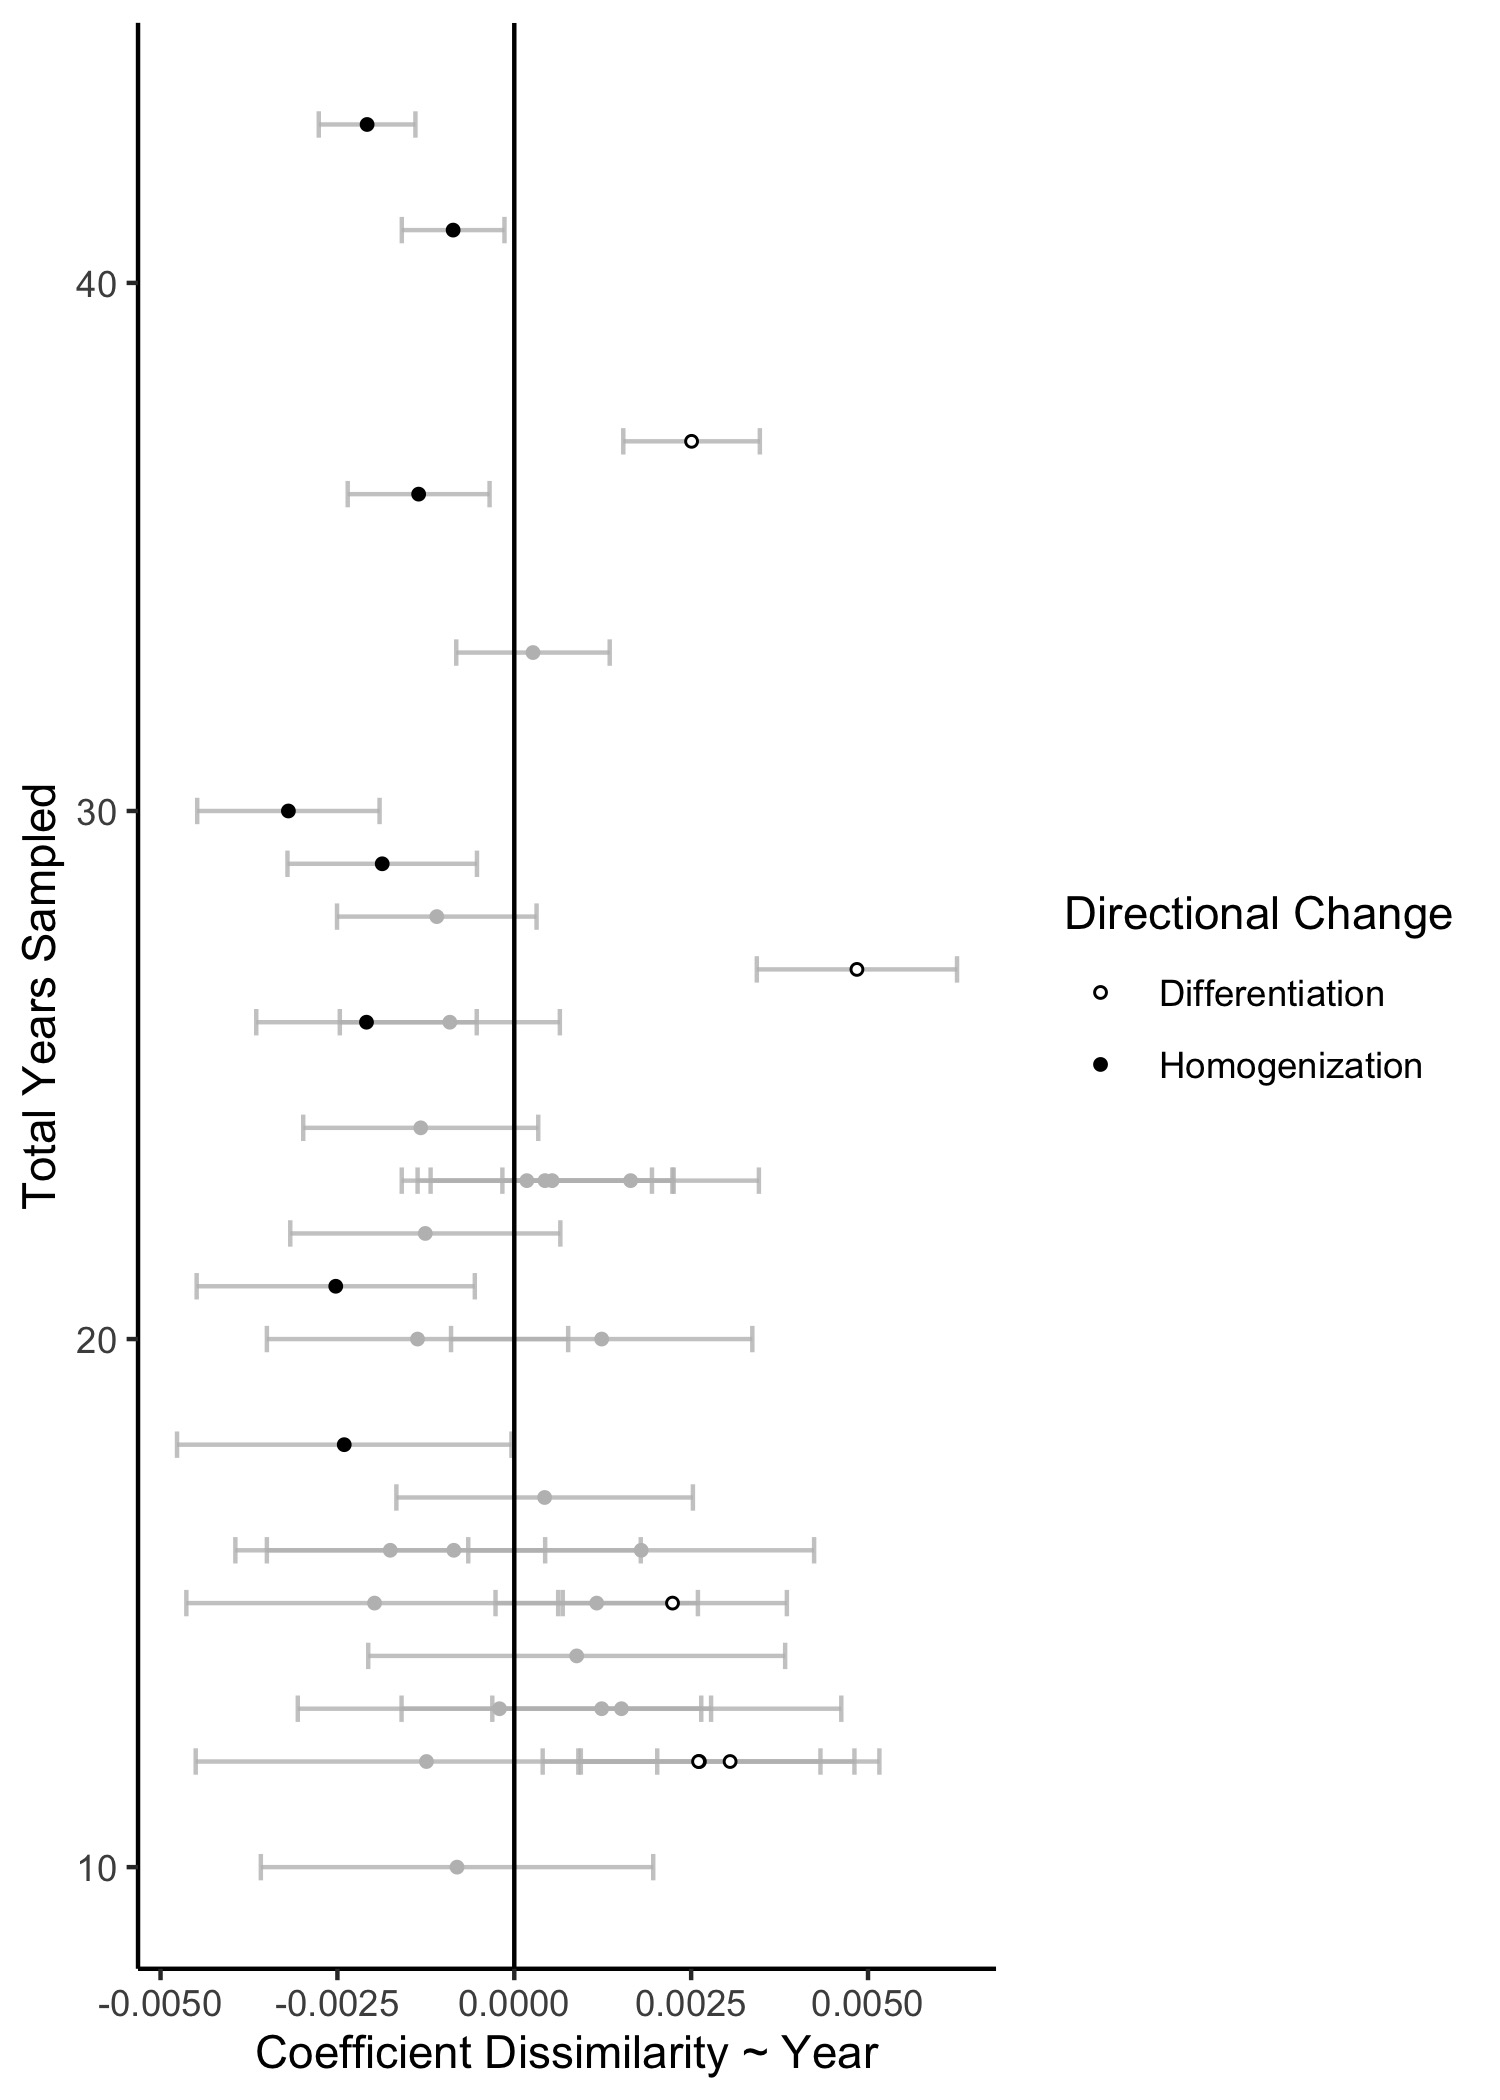 Total Years Sampled
40
30
20
10
-0.0050
-0.0025
0.0000
0.0025
0.0050
Coefficient Dissimilarity ~ Year
Directional Change
Differentiation
Homogenization